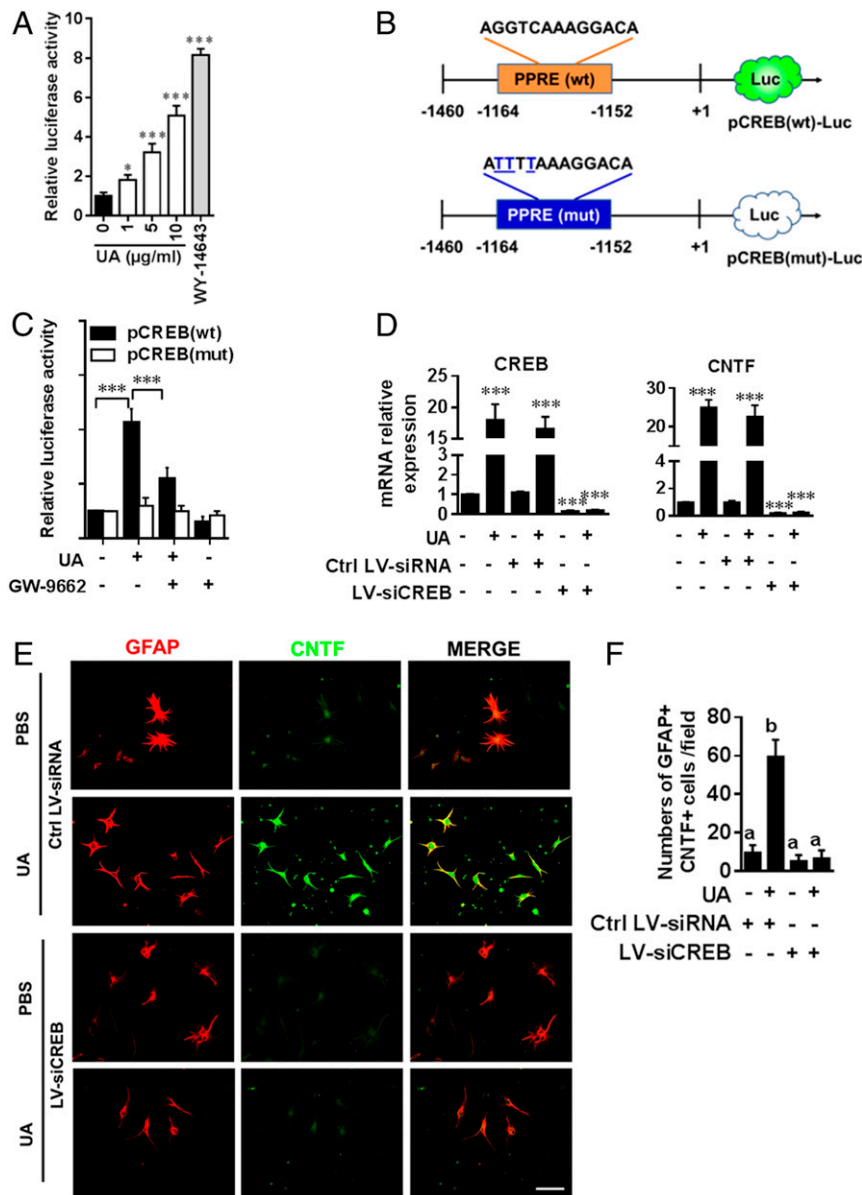 A
Relative luciferase activity
10
8
6
4
2
0
*
***
***
***
0
1
5
10
WY-14643
UA (µg/ml)
B
AGGTCAAAGGACA
PPRE (wt)
Luc
-1460
-1164
-1152
+1
pCREB(wt)-Luc
ATTTTAAAGGACA
PPRE (mut)
Luc
-1460
-1164
-1152
+1
pCREB(mut)-Luc
C
Relative luciferase activity
pCREB(wt)
pCREB(mut)
***
***
UA - + + -
GW-9662 - - + +
D
mRNA relative
expression
CREB
25
20
15
2
1
0
***
***
***
***
UA - + - + - +
Ctrl LV-siRNA - - + + - -
LV-siCREB - - - - + +
CNTF
30
20
4
2
0
***
***
***
***
- + - + - +
- - + + - -
- - - - + +
E
GFAP CNTF MERGE
Ctrl LV-siRNA
PBS
UA
LV-siCREB
PBS
UA
F
Numbers of GFAP+
CNTF+ cells /field
80
60
40
20
0
a
b
a
a
UA - + - +
Ctrl LV-siRNA + + - -
LV-siCREB - - + +